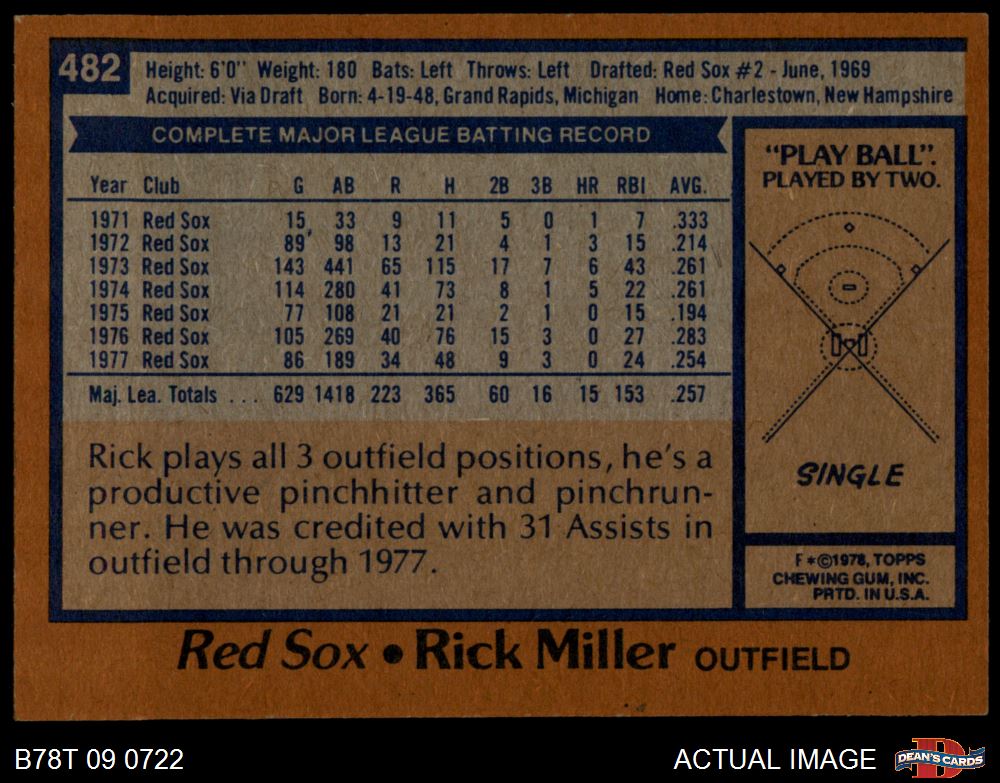 482
Height: 6'0" Weight: 180 Bats: Left Throws: Left Drafted: Red Sox #2 - June, 1969
Acquired: Via Draft Born: 4-19-48, Grand Rapids, Michigan Home: Charlestown, New Hampshire
COMPLETE MAJOR LEAGUE BATTING RECORD
Year Club G AB R H 2B 3B HR RBI AVG.
1971 Red Sox 15 33 9 11 5 0 1 7 .333
1972 Red Sox 89 98 13 21 4 1 3 15 .214
1973 Red Sox 143 441 65 115 17 7 6 43 .261
1974 Red Sox 114 280 41 73 8 1 5 22 .261
1975 Red Sox 77 108 21 21 2 1 0 15 .194
1976 Red Sox 105 269 40 76 15 3 0 27 .283
1977 Red Sox 86 189 34 48 9 3 0 24 .254
Maj. Lea. Totals ... 629 1418 223 365 60 16 15 153 .257
Rick plays all 3 outfield positions, he's a
productive pinchhitter and pinchrun-
ner. He was credited with 31 Assists in
outfield through 1977.
"PLAY BALL".
PLAYED BY TWO.
SINGLE
F*©1978, TOPPS
CHEWING GUM, INC.
PRTD. IN U.S.A.
Red Sox • Rick Miller OUTFIELD
B78T 09 0722
ACTUAL IMAGE
D
DEAN'S CARDS